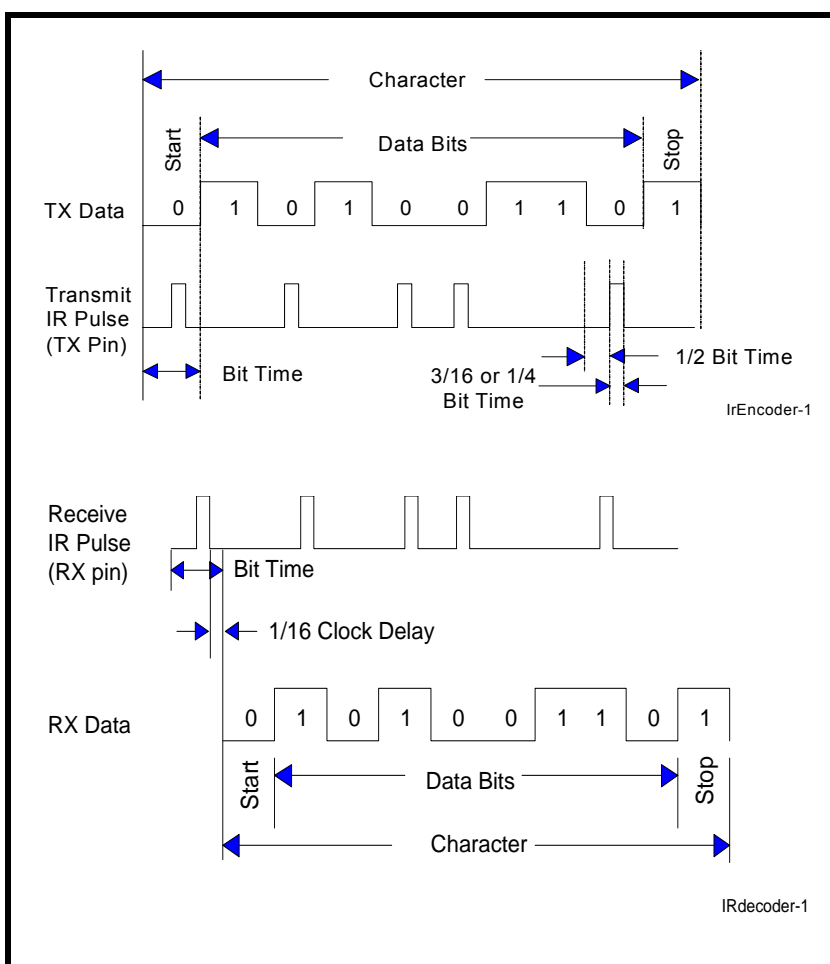 Character
Start
Data Bits
Stop
TX Data
0 1 0 1 0 0 1 1 0 1
Transmit
IR Pulse
(TX Pin)
Bit Time
1/2 Bit Time
3/16 or 1/4
Bit Time
IrEncoder-1
Receive
IR Pulse
(RX pin)
Bit Time
1/16 Clock Delay
RX Data
0 1 0 1 0 0 1 1 0 1
Start
Data Bits
Stop
Character
IRdecoder-1